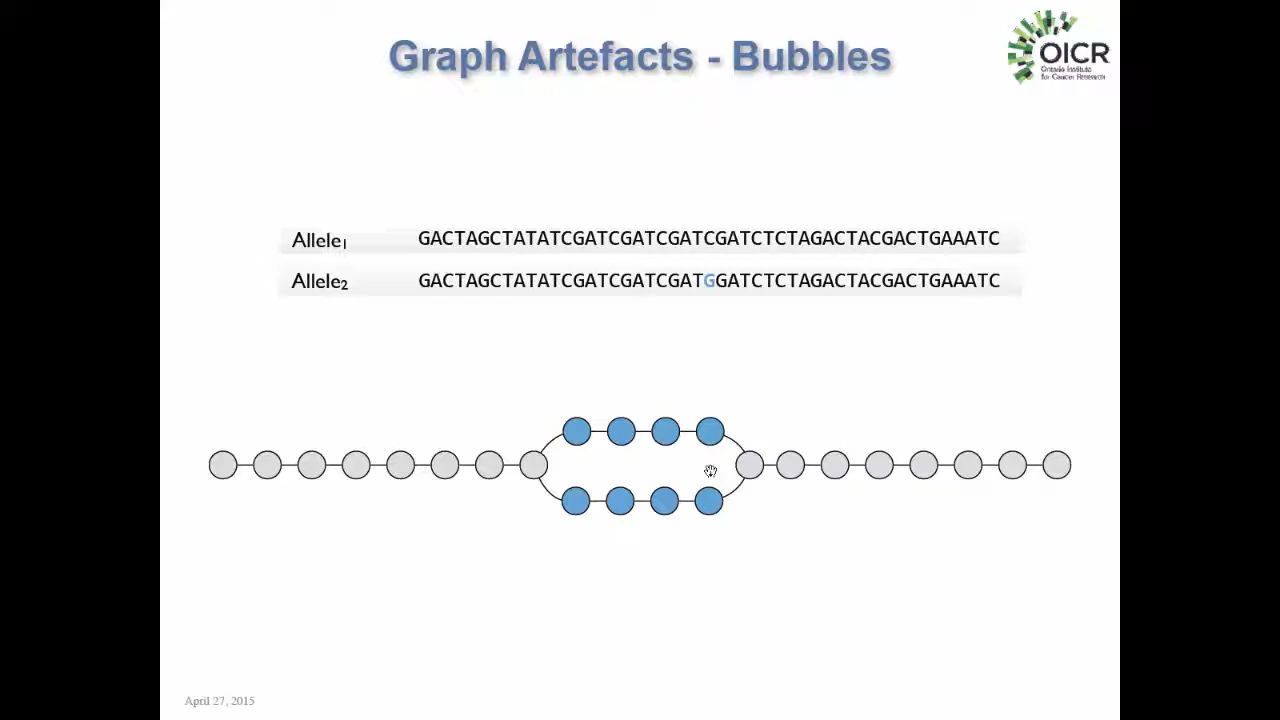 Graph Artefacts - Bubbles
OICR
Ontario Institute
for Cancer Research
Allele₁ GACTAGCTATATCGATCGATCGATCGATCTCTAGACTACGACTGAAATC
Allele₂ GACTAGCTATATCGATCGATCGATGGATCTCTAGACTACGACTGAAATC
April 27, 2015